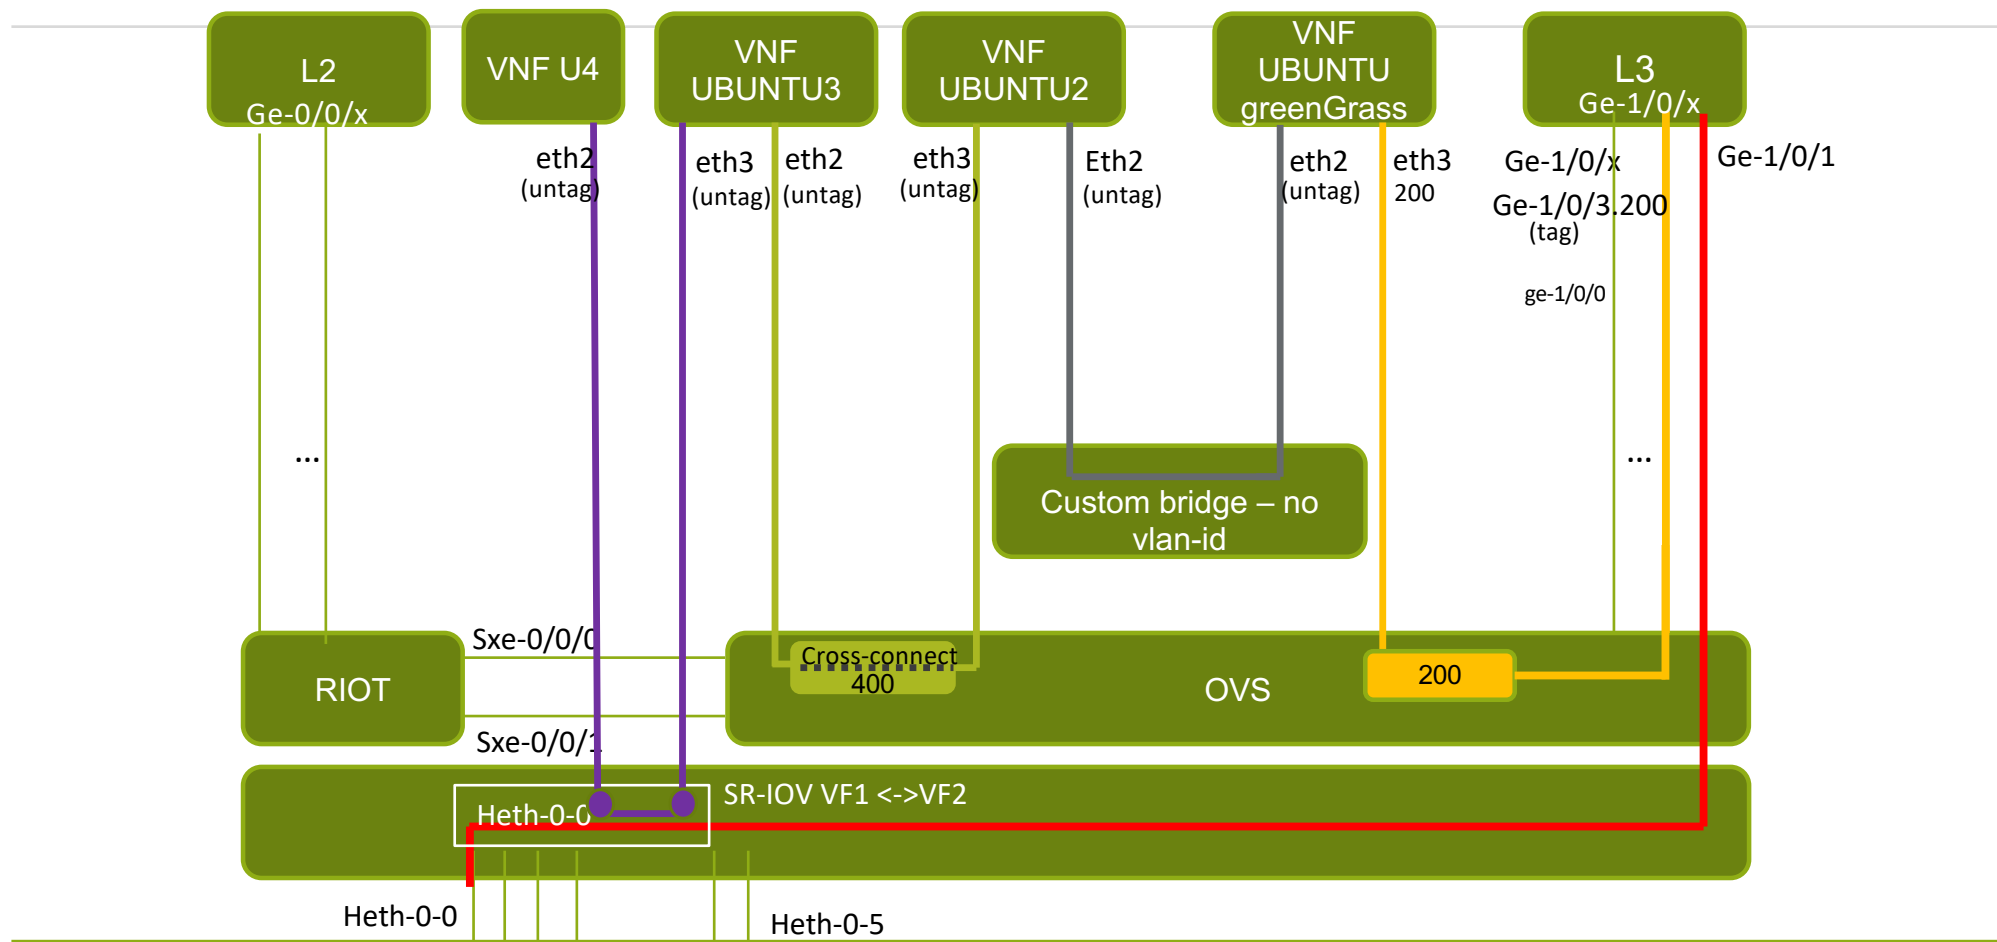 L2
Ge-0/0/x
VNF U4
VNF
UBUNTU3
VNF
UBUNTU2
VNF
UBUNTU
greenGrass
L3
Ge-1/0/x
eth2
(untag)
eth3
(untag)
eth2
(untag)
eth3
(untag)
Eth2
(untag)
eth2
(untag)
eth3
200
Ge-1/0/x
Ge-1/0/3.200
(tag)
ge-1/0/0
Ge-1/0/1
...
...
Custom bridge – no
vlan-id
Sxe-0/0/0
RIOT
Sxe-0/0/1
Cross-connect
400
OVS
200
SR-IOV VF1 <->VF2
Heth-0-0
Heth-0-0
Heth-0-5